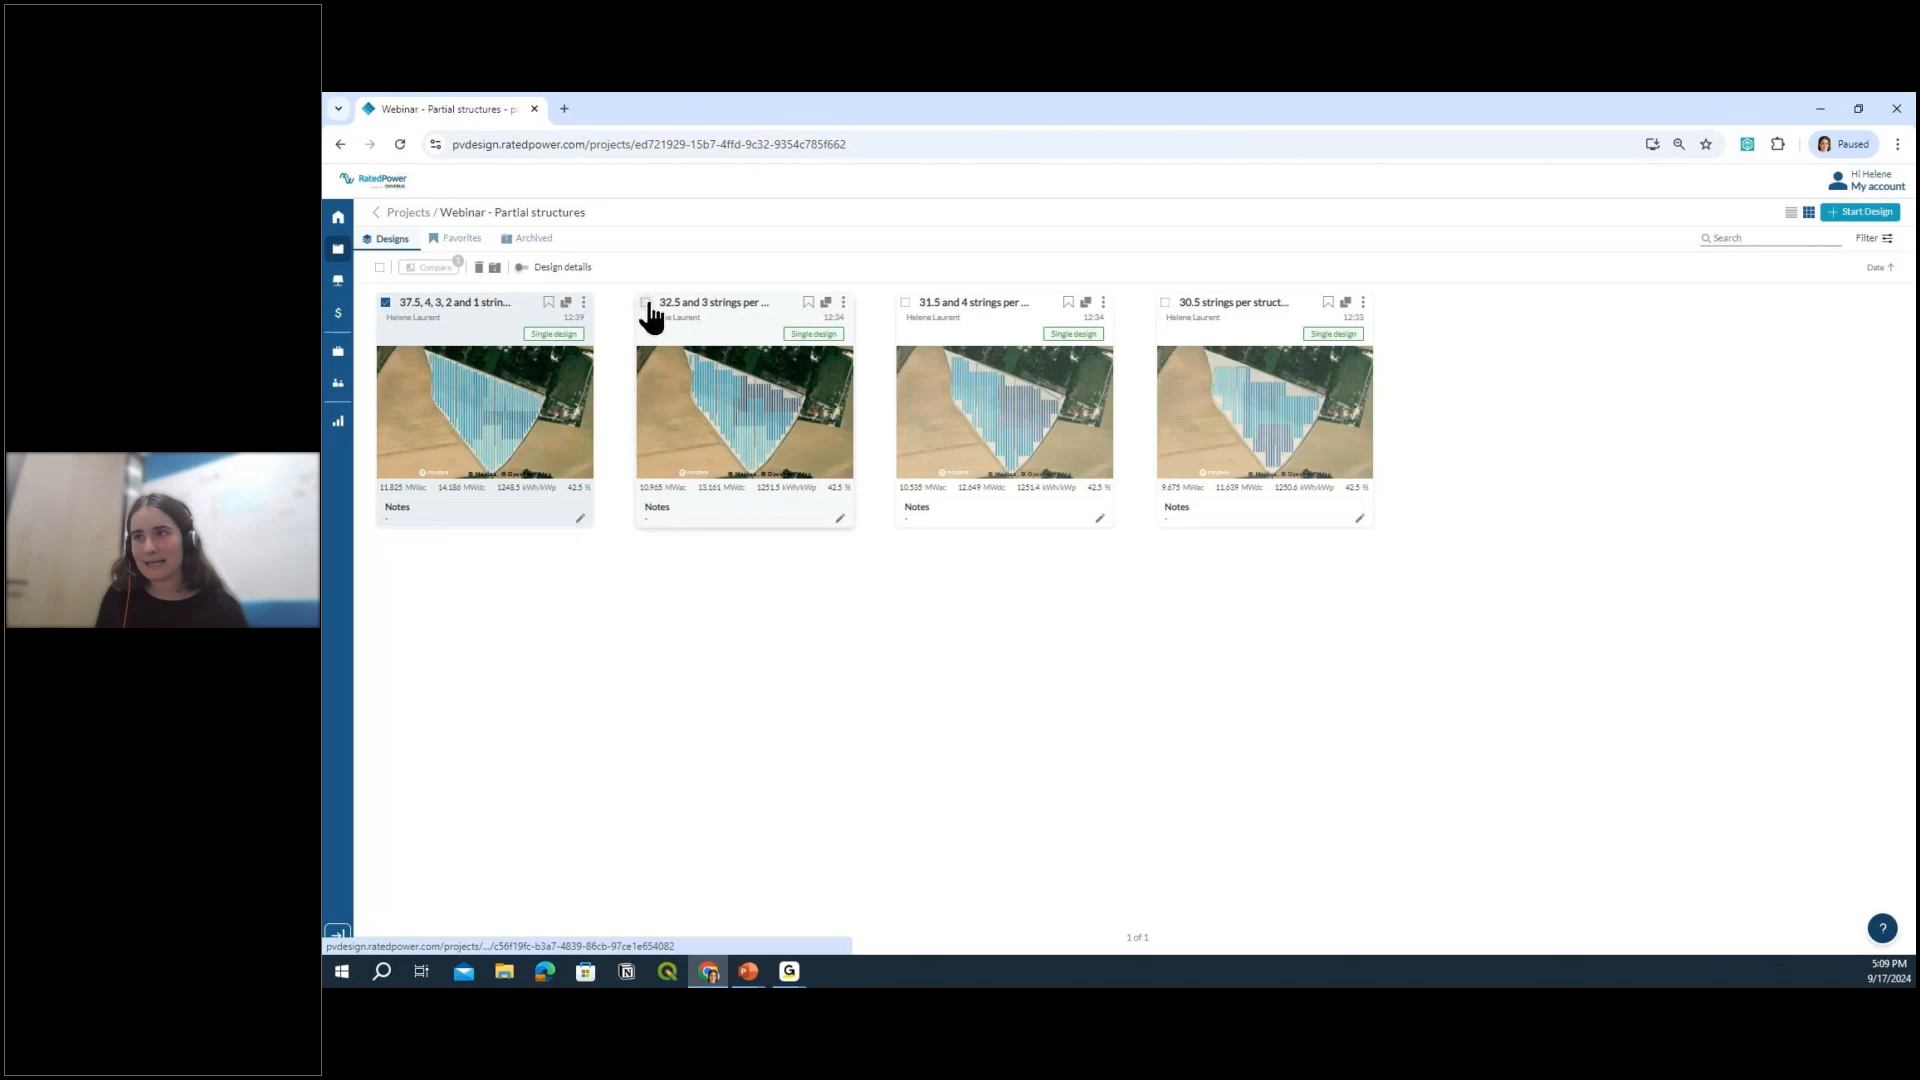 Webinar - Partial structures - p
pvdesign.ratedpower.com/projects/ed721929-15b7-4ffd-9c32-9354c785f662
Paused
RatedPower
Hi Helene
My account
Projects / Webinar - Partial structures
Start Design
Designs
Favorites
Archived
Search
Filter
Compare
1
Design details
Date
37.5, 4, 3, 2 and 1 strin...
Helene Laurent
12:39
Single design
11.825 MWac 14.186 MWdc 1248.5 kWh/kWp 42.5 %
Notes
-
32.5 and 3 strings per ...
Laurent
12:34
Single design
10.965 MWac 13.161 MWdc 1251.5 kWh/kWp 42.5 %
Notes
-
31.5 and 4 strings per ...
Helene Laurent
12:34
Single design
10.535 MWac 12.649 MWdc 1251.4 kWh/kWp 42.5 %
Notes
-
30.5 strings per struct...
Helene Laurent
12:33
Single design
9.675 MWac 11.639 MWdc 1250.6 kWh/kWp 42.5 %
Notes
-
1 of 1
?
pvdesign.ratedpower.com/projects/.../c56f19fc-b3a7-4839-86cb-97ce1e654082
5:09 PM
9/17/2024